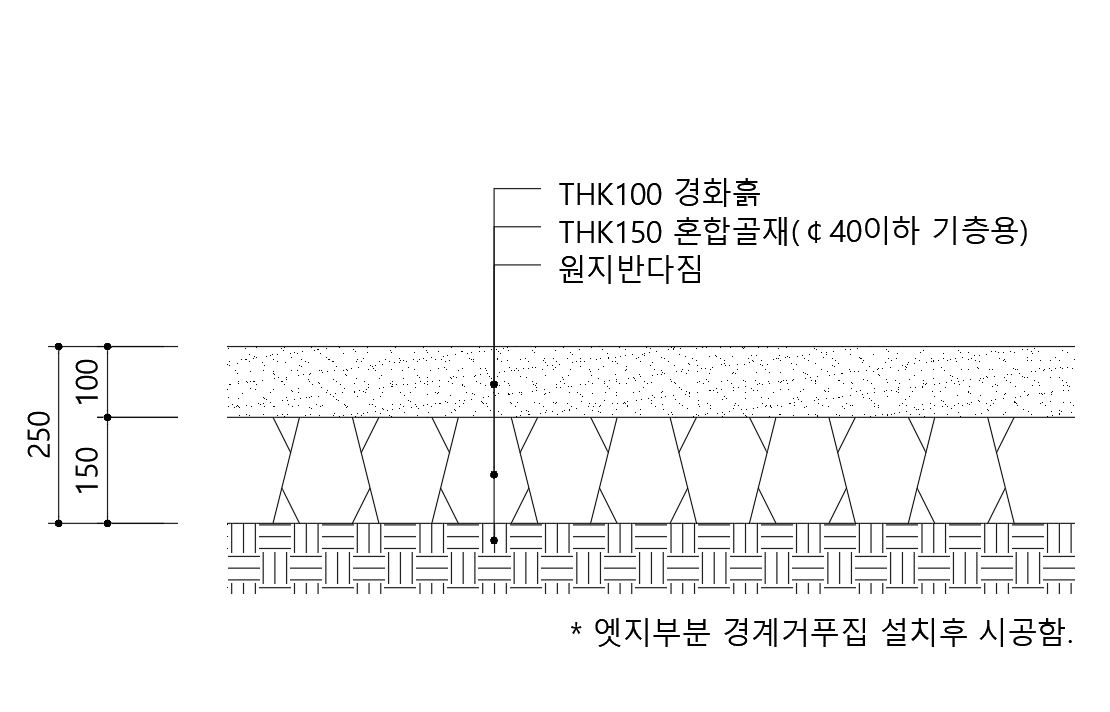 THK100 경화흙
THK150 혼합골재(￠40이하 기층용)
원지반다짐
100
250
150
* 엣지부분 경계거푸집 설치후 시공함.